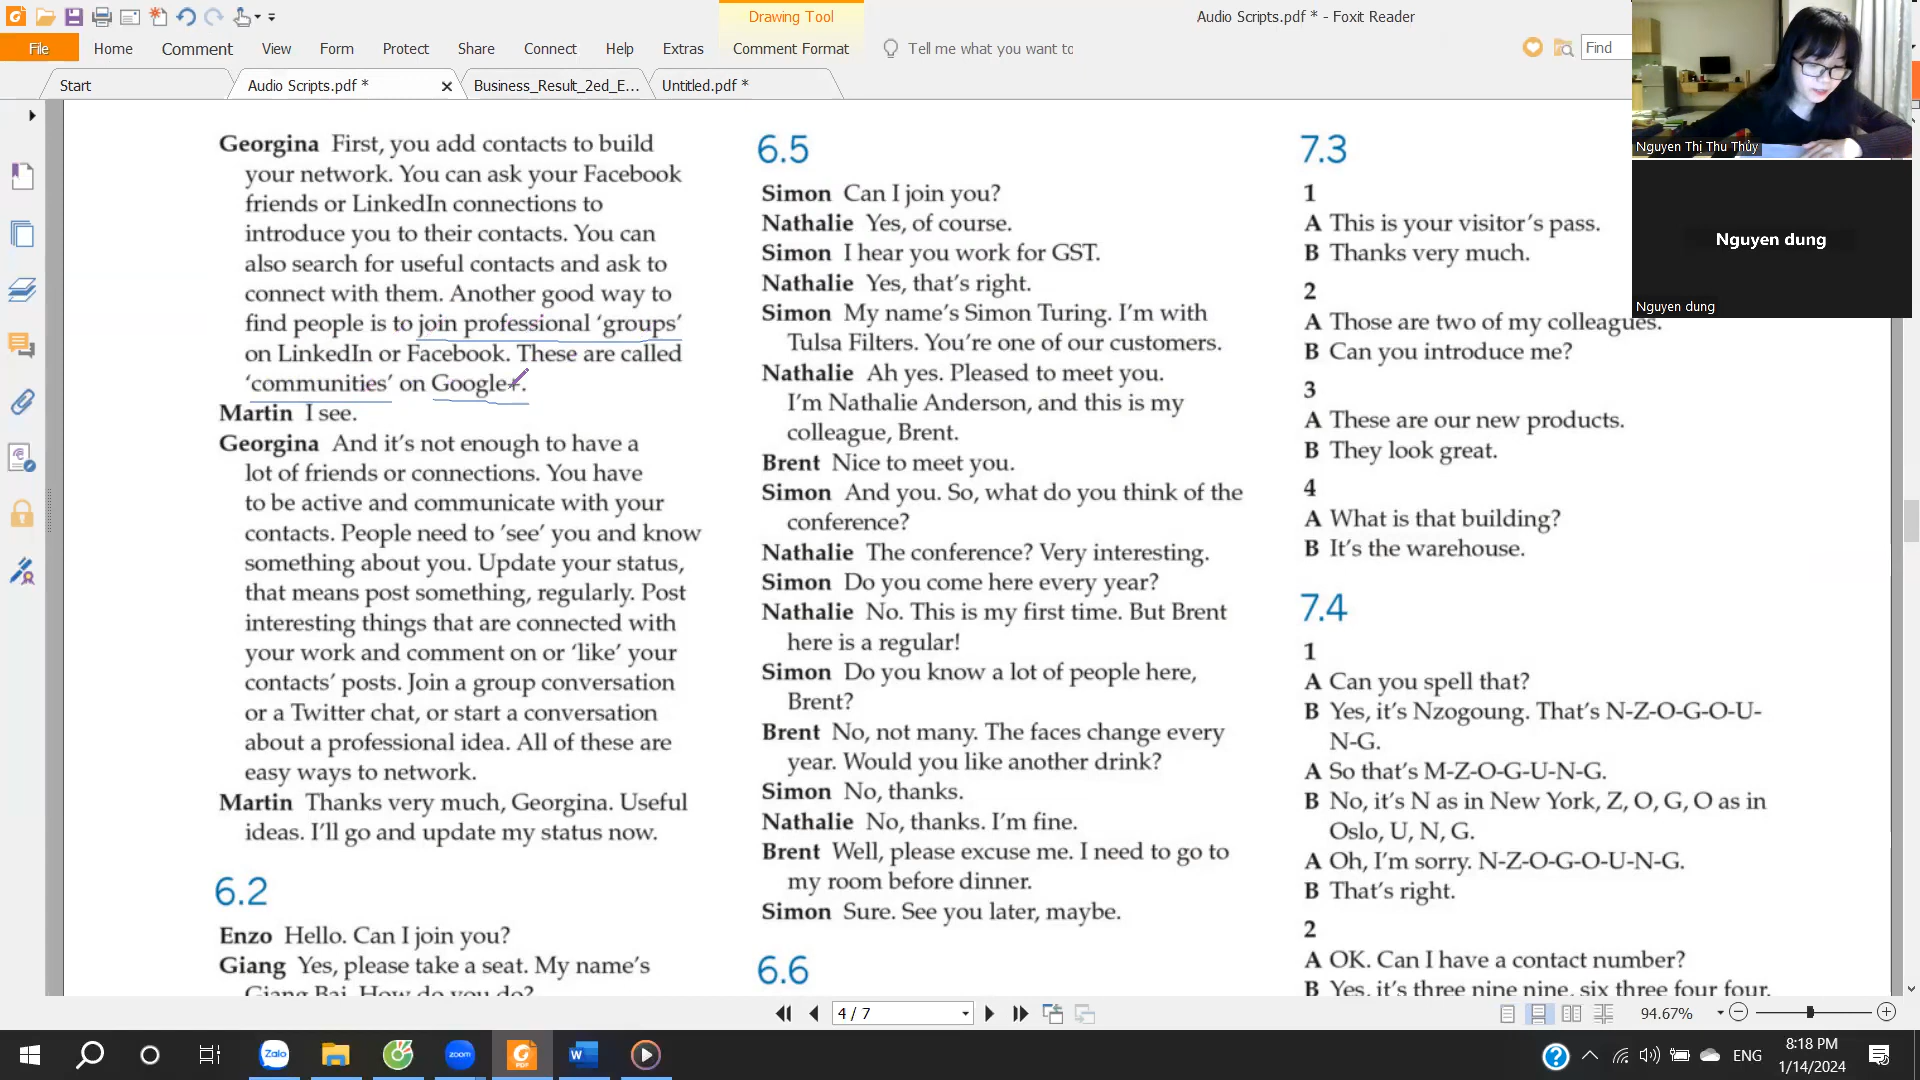 Drawing Tool
Audio Scripts.pdf * - Foxit Reader
File
Home
Comment
View
Form
Protect
Share
Connect
Help
Extras
Comment Format
Tell me what you want to
Find
Start
Audio Scripts.pdf *
Business_Result_2ed_E...
Untitled.pdf *
Georgina First, you add contacts to build
your network. You can ask your Facebook
friends or LinkedIn connections to
introduce you to their contacts. You can
also search for useful contacts and ask to
connect with them. Another good way to
find people is to join professional ‘groups’
on LinkedIn or Facebook. These are called
‘communities’ on Google+.
Martin I see.
Georgina And it’s not enough to have a
lot of friends or connections. You have
to be active and communicate with your
contacts. People need to ’see’ you and know
something about you. Update your status,
that means post something, regularly. Post
interesting things that are connected with
your work and comment on or ‘like’ your
contacts’ posts. Join a group conversation
or a Twitter chat, or start a conversation
about a professional idea. All of these are
easy ways to network.
Martin Thanks very much, Georgina. Useful
ideas. I’ll go and update my status now.
6.2
Enzo Hello. Can I join you?
Giang Yes, please take a seat. My name’s
Giang Bai. How do you do?
6.5
Simon Can I join you?
Nathalie Yes, of course.
Simon I hear you work for GST.
Nathalie Yes, that’s right.
Simon My name’s Simon Turing. I’m with
Tulsa Filters. You’re one of our customers.
Nathalie Ah yes. Pleased to meet you.
I’m Nathalie Anderson, and this is my
colleague, Brent.
Brent Nice to meet you.
Simon And you. So, what do you think of the
conference?
Nathalie The conference? Very interesting.
Simon Do you come here every year?
Nathalie No. This is my first time. But Brent
here is a regular!
Simon Do you know a lot of people here,
Brent?
Brent No, not many. The faces change every
year. Would you like another drink?
Simon No, thanks.
Nathalie No, thanks. I’m fine.
Brent Well, please excuse me. I need to go to
my room before dinner.
Simon Sure. See you later, maybe.
6.6
7.3
1
A This is your visitor’s pass.
B Thanks very much.
2
A Those are two of my colleagues.
B Can you introduce me?
3
A These are our new products.
B They look great.
4
A What is that building?
B It’s the warehouse.
7.4
1
A Can you spell that?
B Yes, it’s Nzogoung. That’s N-Z-O-G-O-U-
N-G.
A So that’s M-Z-O-G-U-N-G.
B No, it’s N as in New York, Z, O, G, O as in
Oslo, U, N, G.
A Oh, I’m sorry. N-Z-O-G-O-U-N-G.
B That’s right.
2
A OK. Can I have a contact number?
B Yes, it’s three nine nine, six three four four.
Nguyen Thị Thu Thủy
Nguyen dung
Nguyen dung
4 / 7
94.67%
Zalo
zoom
PDF
W
ENG
8:18 PM
1/14/2024